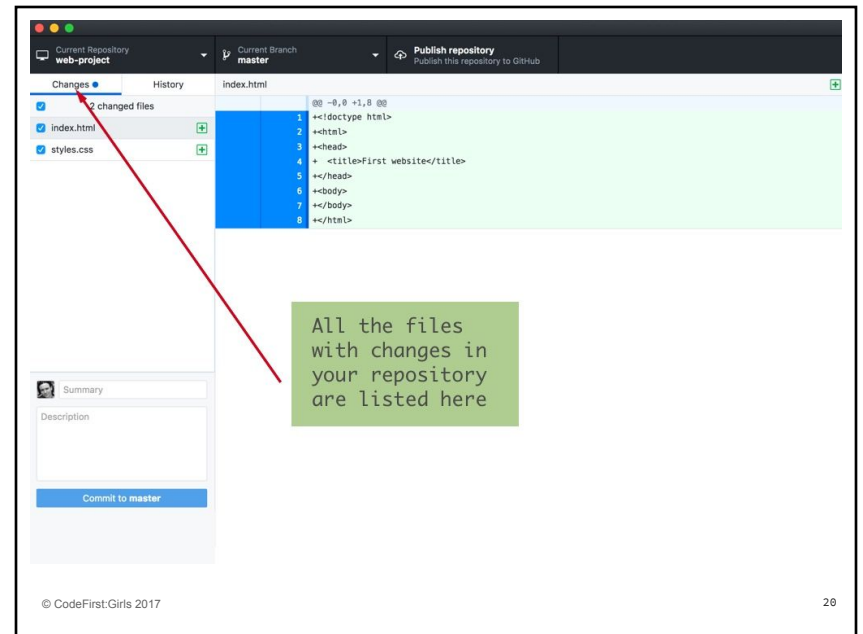 Current Repository
web-project
Current Branch
master
Publish repository
Publish this repository to GitHub
Changes
History
index.html
2 changed files
index.html
styles.css
@@ -0,0 +1,8 @@
1 +<!doctype html>
2 +<html>
3 +<head>
4 +  <title>First website</title>
5 +</head>
6 +<body>
7 +</body>
8 +</html>
All the files
with changes in
your repository
are listed here
Summary
Description
Commit to master
© CodeFirst:Girls 2017
20